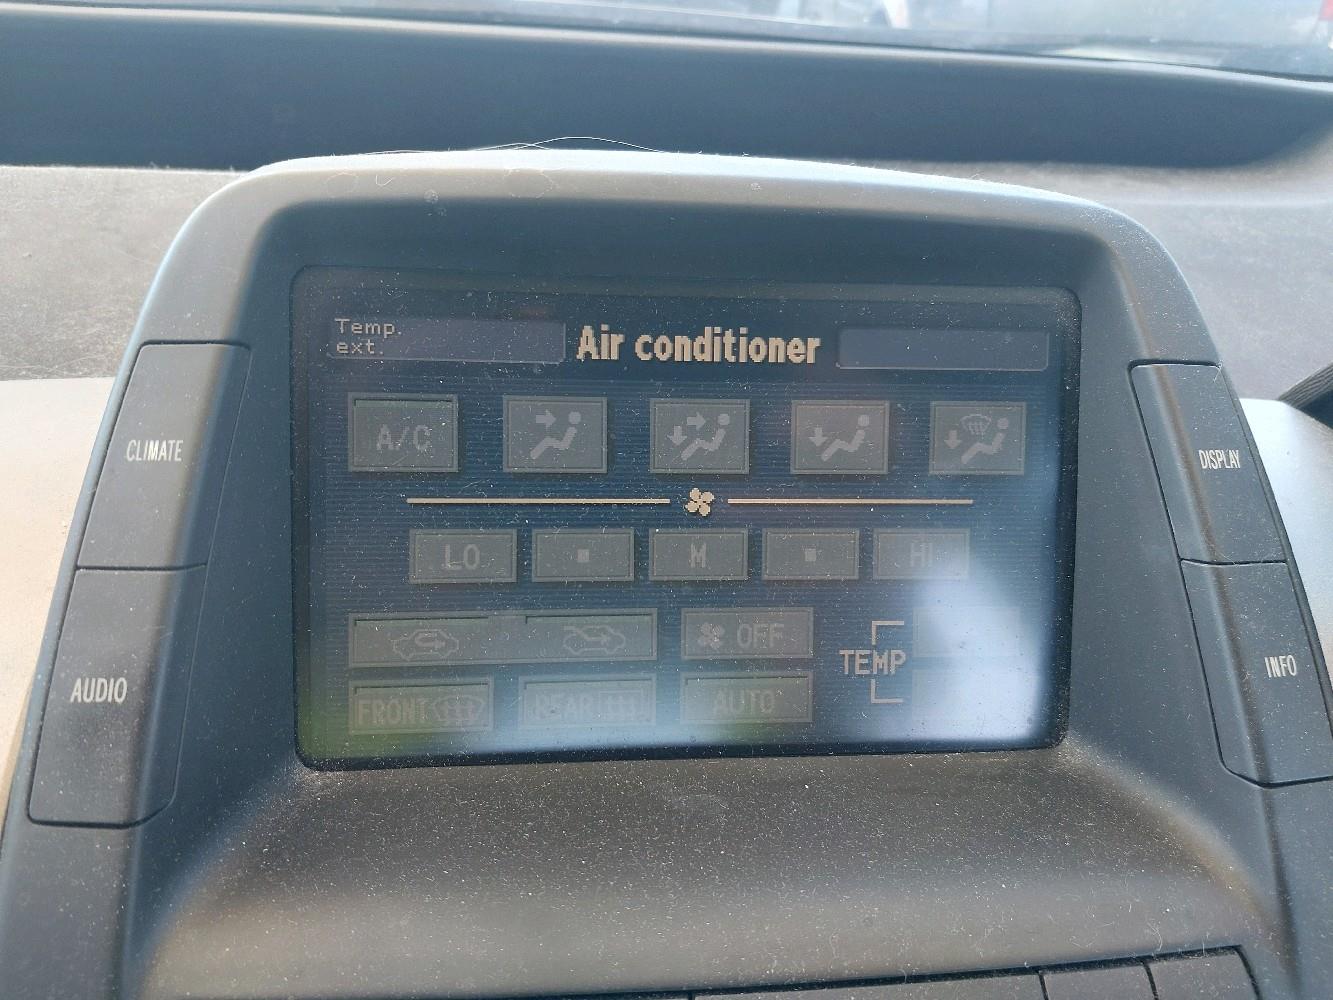 Temp.
ext.
Air conditioner
A/C
CLIMATE
DISPLAY
LO
M
HI
OFF
TEMP
INFO
AUDIO
FRONT
REAR
AUTO